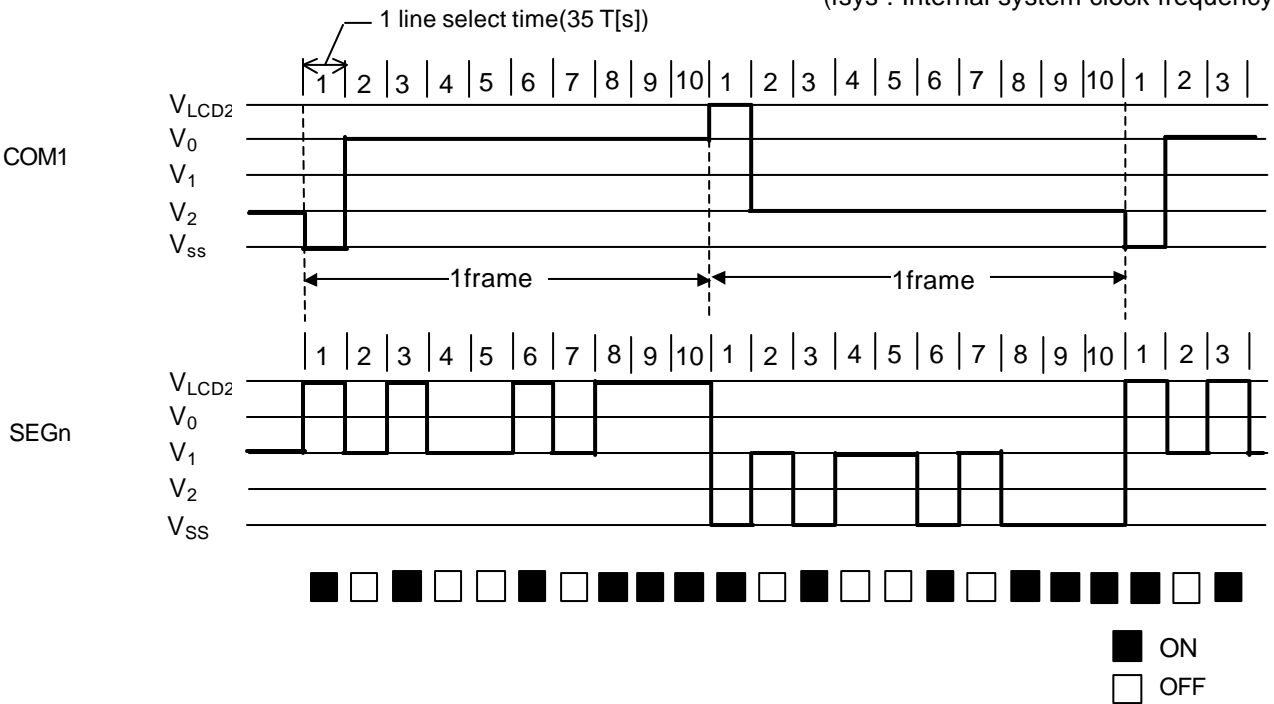 (fsys : Internal system clock frequency
1 line select time(35 T[s])
1 2 3 4 5 6 7 8 9 10 1 2 3 4 5 6 7 8 9 10 1 2 3
VLCD2
V0
COM1
V1
V2
Vss
1frame 1frame
1 2 3 4 5 6 7 8 9 10 1 2 3 4 5 6 7 8 9 10 1 2 3
VLCD2
V0
SEGn
V1
V2
VSS
ON
OFF